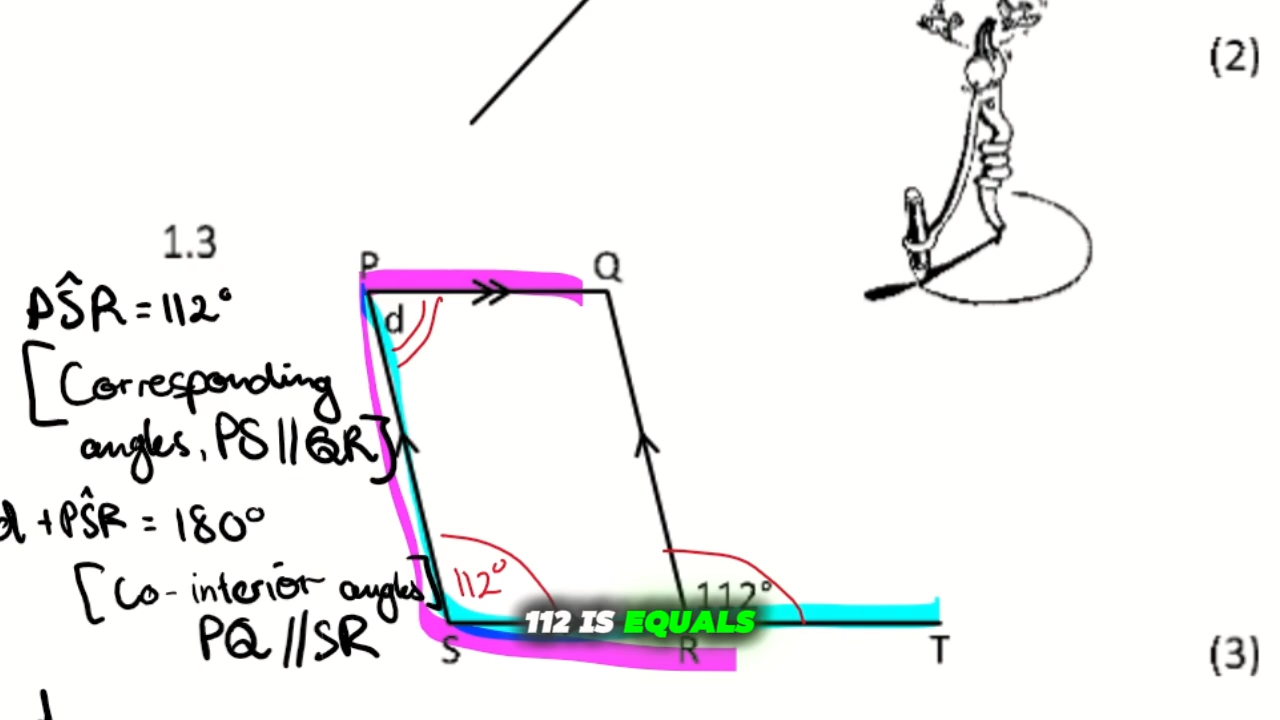 (2)
1.3
P Q
PŜR = 112°
d
[Corresponding
angles, PS//QR]
d + PŜR = 180°
[Co-interior angles]
112°
112°
112 IS EQUALS
PQ//SR
S R T
(3)